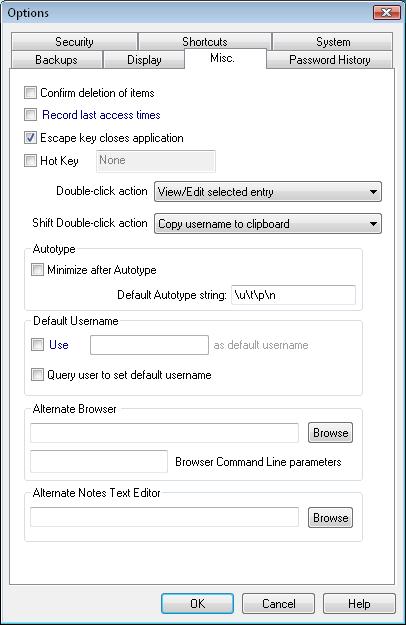 Options
Security Shortcuts System
Backups Display Misc. Password History
Confirm deletion of items
Record last access times
Escape key closes application
Hot Key None
Double-click action View/Edit selected entry
Shift Double-click action Copy username to clipboard
Autotype
Minimize after Autotype
Default Autotype string: \u\t\p\n
Default Username
Use as default username
Query user to set default username
Alternate Browser
Browse
Browser Command Line parameters
Alternate Notes Text Editor
Browse
OK Cancel Help